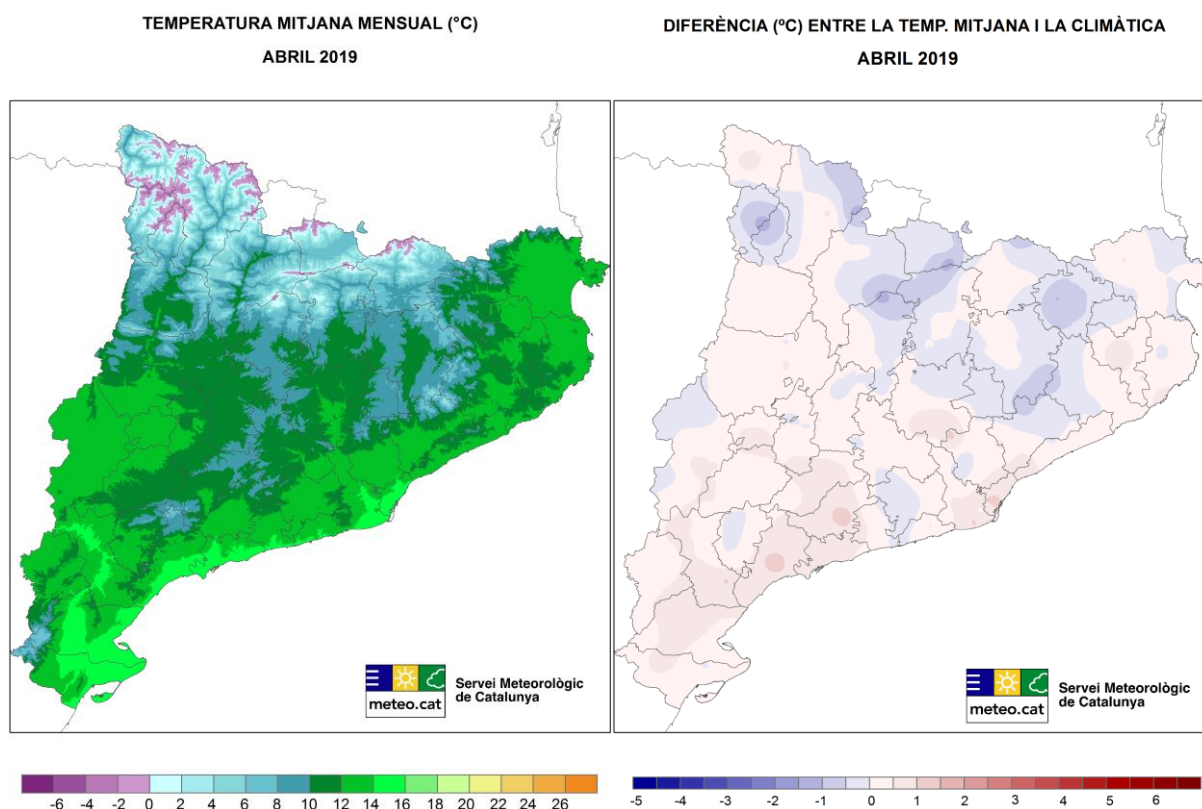 TEMPERATURA MITJANA MENSUAL (°C)
ABRIL 2019
DIFERÈNCIA (ºC) ENTRE LA TEMP. MITJANA I LA CLIMÀTICA
ABRIL 2019
meteo.cat
Servei Meteorològic
de Catalunya
meteo.cat
Servei Meteorològic
de Catalunya
-6 -4 -2 0 2 4 6 8 10 12 14 16 18 20 22 24 26
-5 -4 -3 -2 -1 0 1 2 3 4 5 6